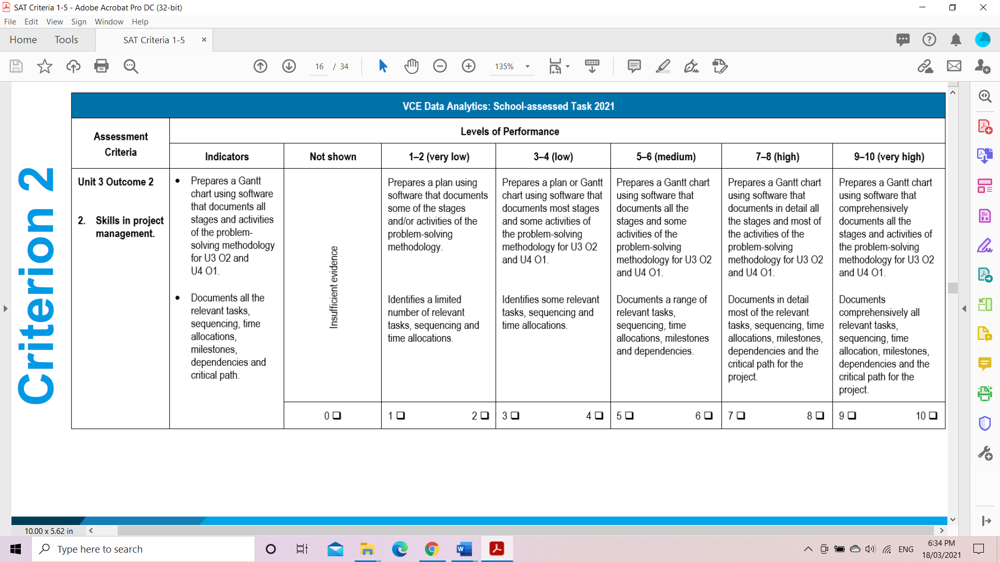 SAT Criteria 1-5 - Adobe Acrobat Pro DC (32-bit)
File Edit View Sign Window Help
Home Tools SAT Criteria 1-5
16 / 34 135%
Criterion 2
VCE Data Analytics: School-assessed Task 2021
Assessment
Criteria
Levels of Performance
Indicators Not shown 1–2 (very low) 3–4 (low) 5–6 (medium) 7–8 (high) 9–10 (very high)
Unit 3 Outcome 2
2. Skills in project
management.
• Prepares a Gantt
chart using software
that documents all
stages and activities
of the problem-
solving methodology
for U3 O2 and
U4 O1.
• Documents all the
relevant tasks,
sequencing, time
allocations,
milestones,
dependencies and
critical path.
Insufficient evidence
0
Prepares a plan using
software that documents
some of the stages
and/or activities of the
problem-solving
methodology.
Identifies a limited
number of relevant
tasks, sequencing and
time allocations.
1 2
Prepares a plan or Gantt
chart using software that
documents most stages
and some activities of
the problem-solving
methodology for U3 O2
and U4 O1.
Identifies some relevant
tasks, sequencing and
time allocations.
3 4
Prepares a Gantt chart
using software that
documents all the
stages and some
activities of the
problem-solving
methodology for U3 O2
and U4 O1.
Documents a range of
relevant tasks,
sequencing, time
allocations, milestones
and dependencies.
5 6
Prepares a Gantt chart
using software that
documents in detail all
the stages and most of
the activities of the
problem-solving
methodology for U3 O2
and U4 O1.
Documents in detail
most of the relevant
tasks, sequencing, time
allocations, milestones,
dependencies and the
critical path for the
project.
7 8
Prepares a Gantt chart
using software that
comprehensively
documents all the
stages and activities of
the problem-solving
methodology for U3 O2
and U4 O1.
Documents
comprehensively all
relevant tasks,
sequencing, time
allocation, milestones,
dependencies and the
critical path for the
project.
9 10
10.00 x 5.62 in
Type here to search
ENG
6:34 PM
18/03/2021